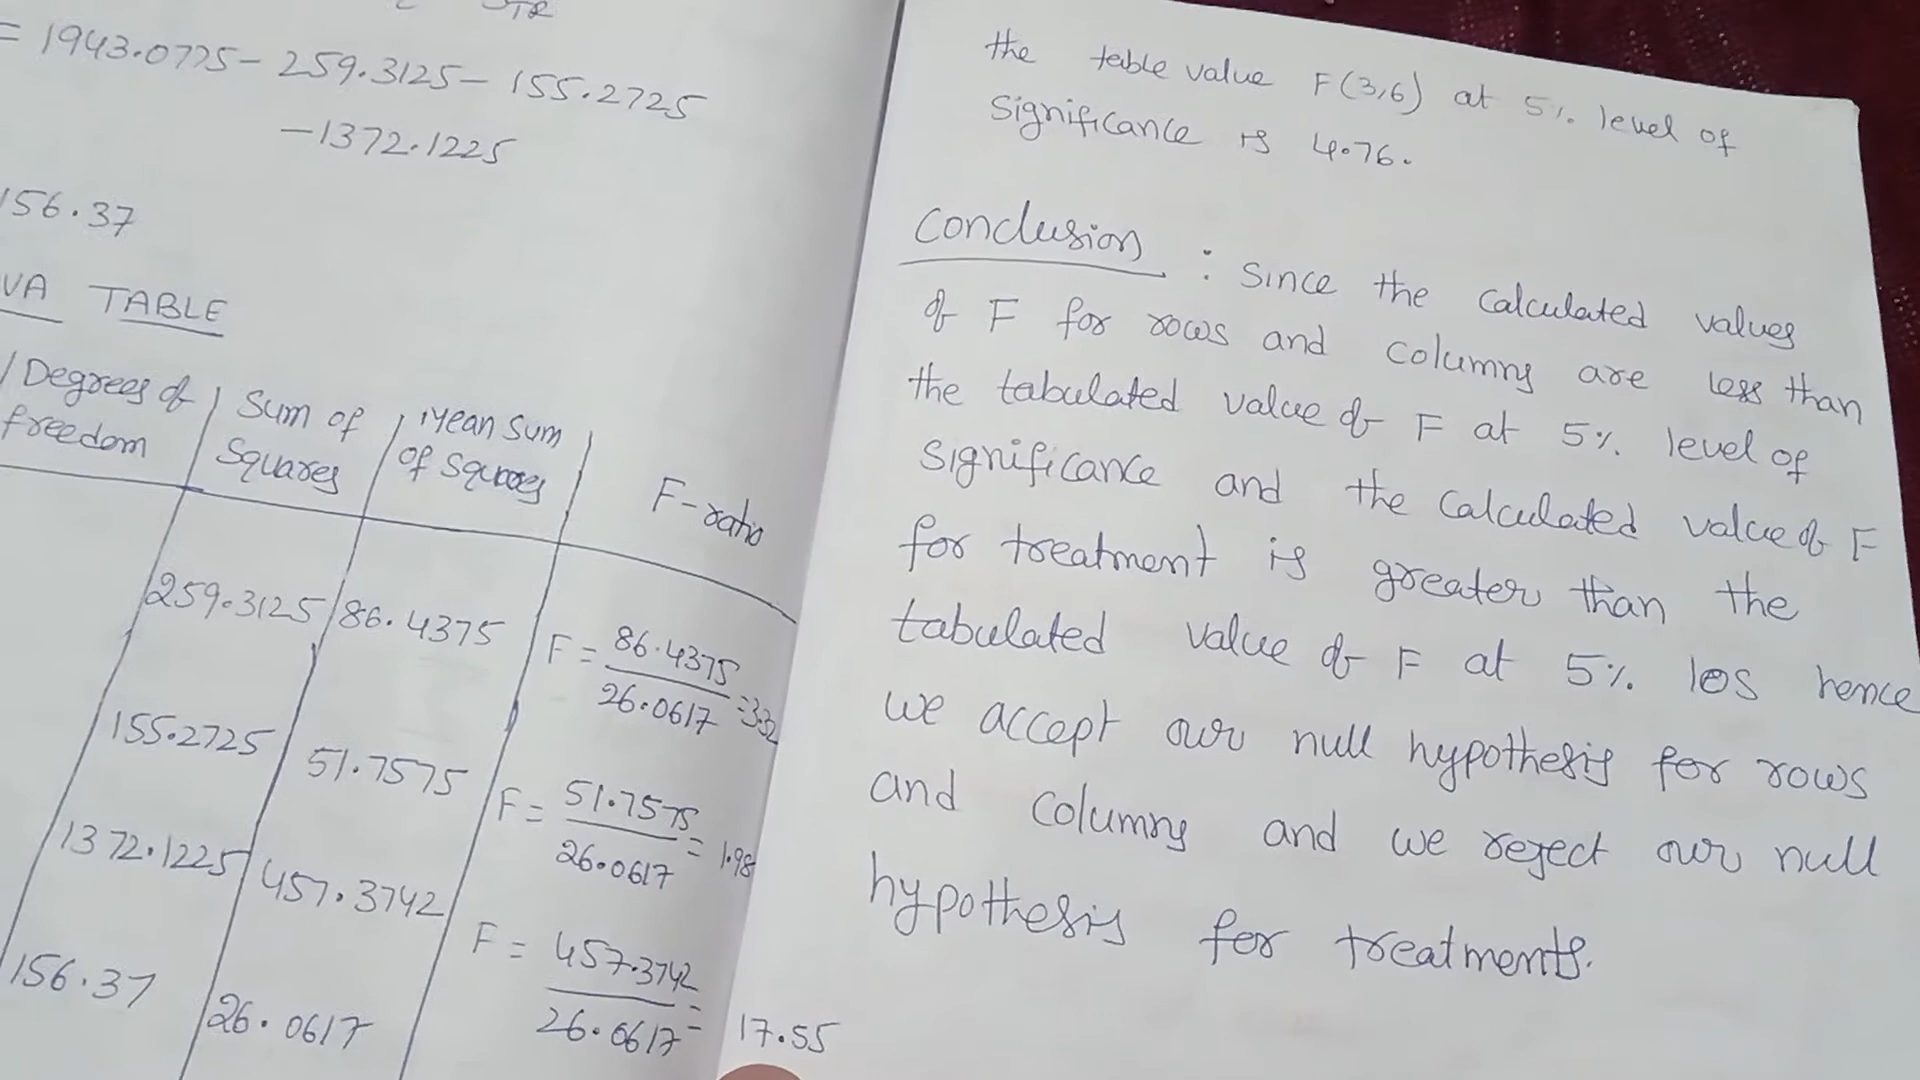 = 1943.0775 - 259.3125 - 155.2725
- 1372.1225
156.37
VA TABLE
Degrees of freedom
Sum of Squares
Mean Sum of Squares
F-ratio
259.3125
86.4375
F = 86.4375 / 26.0617 = 3.32
155.2725
51.7575
F = 51.7575 / 26.0617 = 1.98
1372.1225
457.3742
F = 457.3742 / 26.0617 = 17.55
156.37
26.0617
the table value F(3,6) at 5% level of
Significance is 4.76.
Conclusion : Since the calculated values
of F for rows and columns are less than
the tabulated value of F at 5% level of
Significance and the calculated value of F
for treatment is greater than the
tabulated value of F at 5% los hence
we accept our null hypothesis for rows
and columns and we reject our null
hypothesis for treatments.